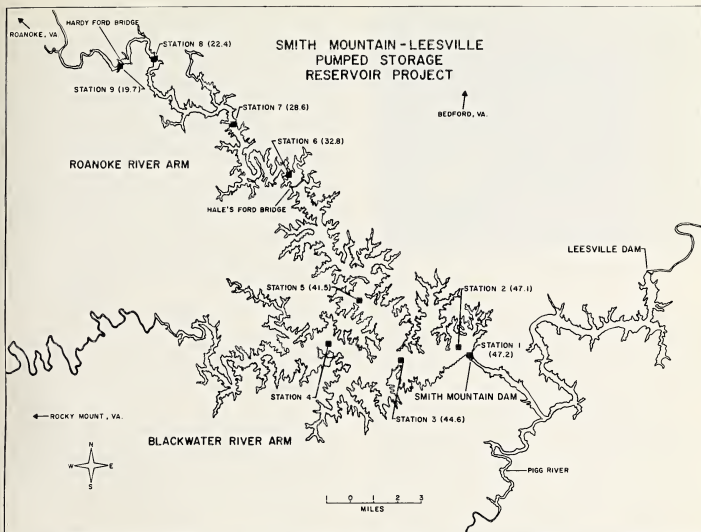 HARDY FORD BRIDGE
ROANOKE, VA
STATION 8 (22.4)
SMITH MOUNTAIN-LEESVILLE
PUMPED STORAGE
RESERVOIR PROJECT
STATION 9 (19.7)
BEDFORD, VA.
STATION 7 (28.6)
STATION 6 (32.8)
ROANOKE RIVER ARM
HALE'S FORD BRIDGE
LEESVILLE DAM
STATION 5 (41.5)
STATION 2 (47.1)
STATION 1
(47.2)
STATION 4
SMITH MOUNTAIN DAM
STATION 3 (44.6)
ROCKY MOUNT, VA.
BLACKWATER RIVER ARM
N
W E
S
PIGG RIVER
1 0 1 2 3
MILES